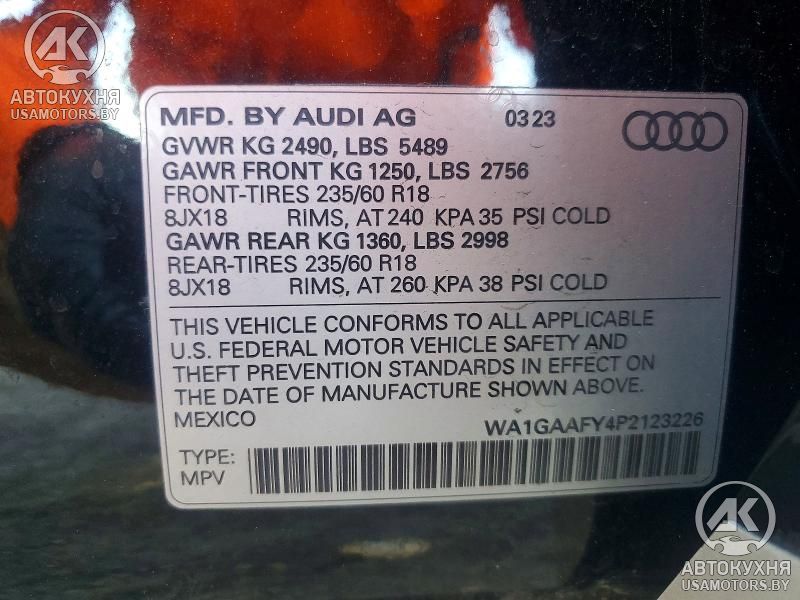 AK
АВТОКУХНЯ
USAMOTORS.BY
MFD. BY AUDI AG 03 23
GVWR KG 2490, LBS 5489
GAWR FRONT KG 1250, LBS 2756
FRONT-TIRES 235/60 R18
8JX18 RIMS, AT 240 KPA 35 PSI COLD
GAWR REAR KG 1360, LBS 2998
REAR-TIRES 235/60 R18
8JX18 RIMS, AT 260 KPA 38 PSI COLD
THIS VEHICLE CONFORMS TO ALL APPLICABLE
U.S. FEDERAL MOTOR VEHICLE SAFETY AND
THEFT PREVENTION STANDARDS IN EFFECT ON
THE DATE OF MANUFACTURE SHOWN ABOVE.
MEXICO WA1GAAFY4P2123226
TYPE:
MPV
AK
АВТОКУХНЯ
USAMOTORS.BY